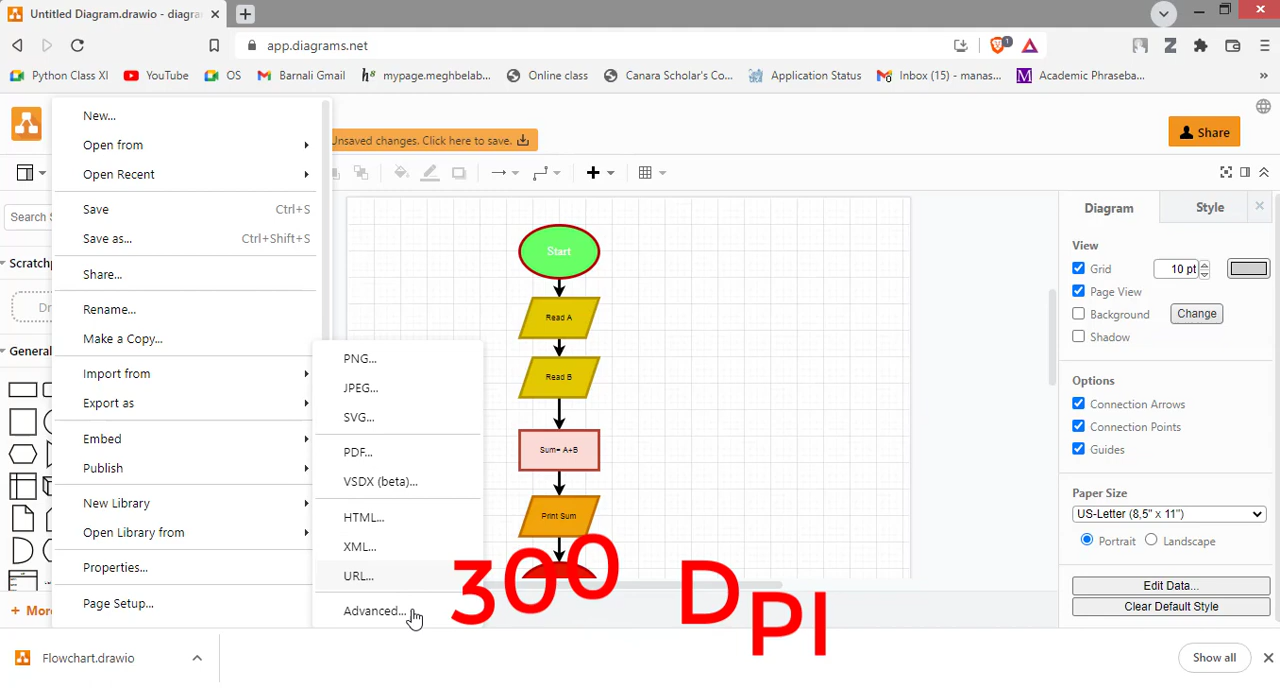 Untitled Diagram.drawio - diagra
app.diagrams.net
1
Python Class XI
YouTube
OS
Barnali Gmail
mypage.meghbelab...
Online class
Canara Scholar's Co...
Application Status
Inbox (15) - manas...
Academic Phraseba...
»
New...
Open from
Open Recent
Save Ctrl+S
Save as... Ctrl+Shift+S
Share...
Rename...
Make a Copy...
Import from
Export as
Embed
Publish
New Library
Open Library from
Properties...
Page Setup...
PNG...
JPEG...
SVG...
PDF...
VSDX (beta)...
HTML...
XML...
URL...
Advanced...
Unsaved changes. Click here to save.
Share
Search S
Scratchp
Dr
General
+ More
Start
Read A
Read B
Sum= A+B
Print Sum
300 DPI
Diagram
Style
View
Grid
10 pt
Page View
Background
Change
Shadow
Options
Connection Arrows
Connection Points
Guides
Paper Size
US-Letter (8,5" x 11")
Portrait
Landscape
Edit Data...
Clear Default Style
Flowchart.drawio
Show all